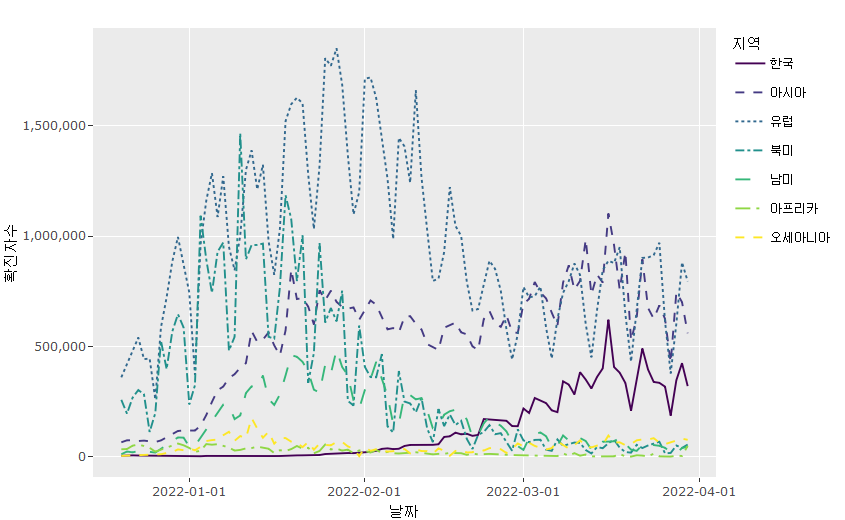 지역
한국
아시아
유럽
북미
남미
아프리카
오세아니아
확진자수
1,500,000
1,000,000
500,000
0
2022-01-01
2022-02-01
2022-03-01
2022-04-01
날짜